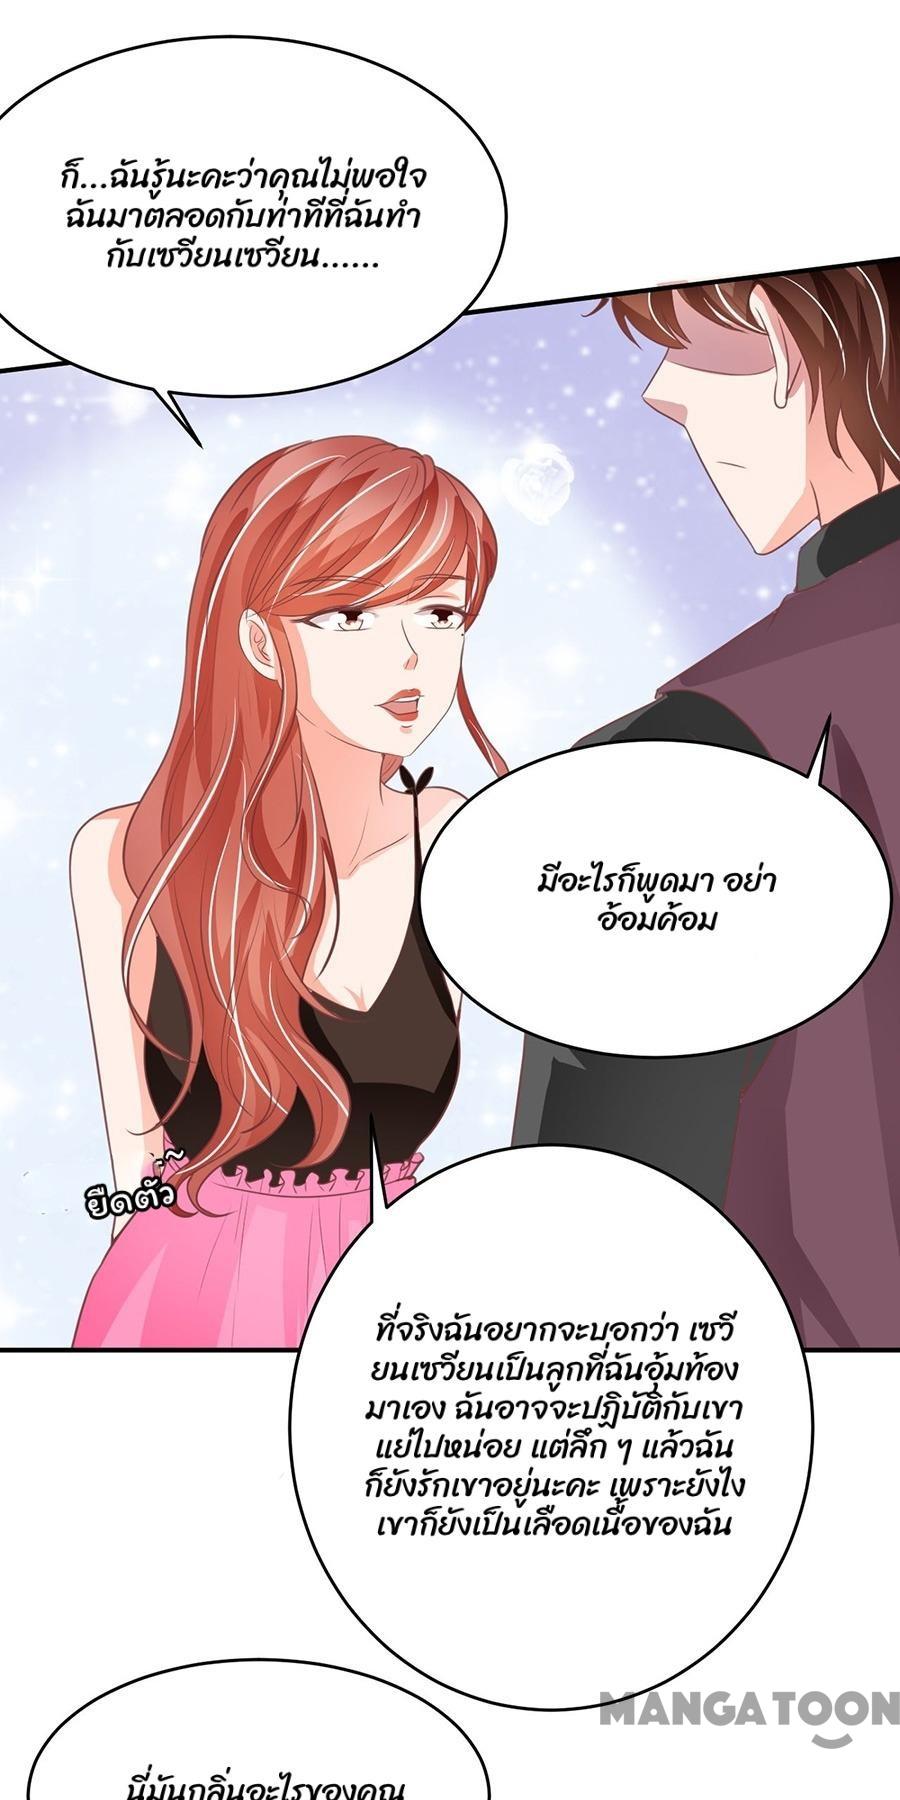 ก็...ฉันรู้นะคะว่าคุณไม่พอใจ
ฉันมาตลอดกับท่าทีที่ฉันทำ
กับเซวียนเซวียน......
มีอะไรก็พูดมา อย่า
อ้อมค้อม
ยืดตัว~
ที่จริงฉันอยากจะบอกว่า เซวี
ยนเซวียนเป็นลูกที่ฉันอุ้มท้อง
มาเอง ฉันอาจจะปฏิบัติกับเขา
แย่ไปหน่อย แต่ลึก ๆ แล้วฉัน
ก็ยังรักเขาอยู่นะคะ เพราะยังไง
เขาก็ยังเป็นเลือดเนื้อของฉัน
MANGATOON
นี่มันกลิ่นอะไรของคุณ